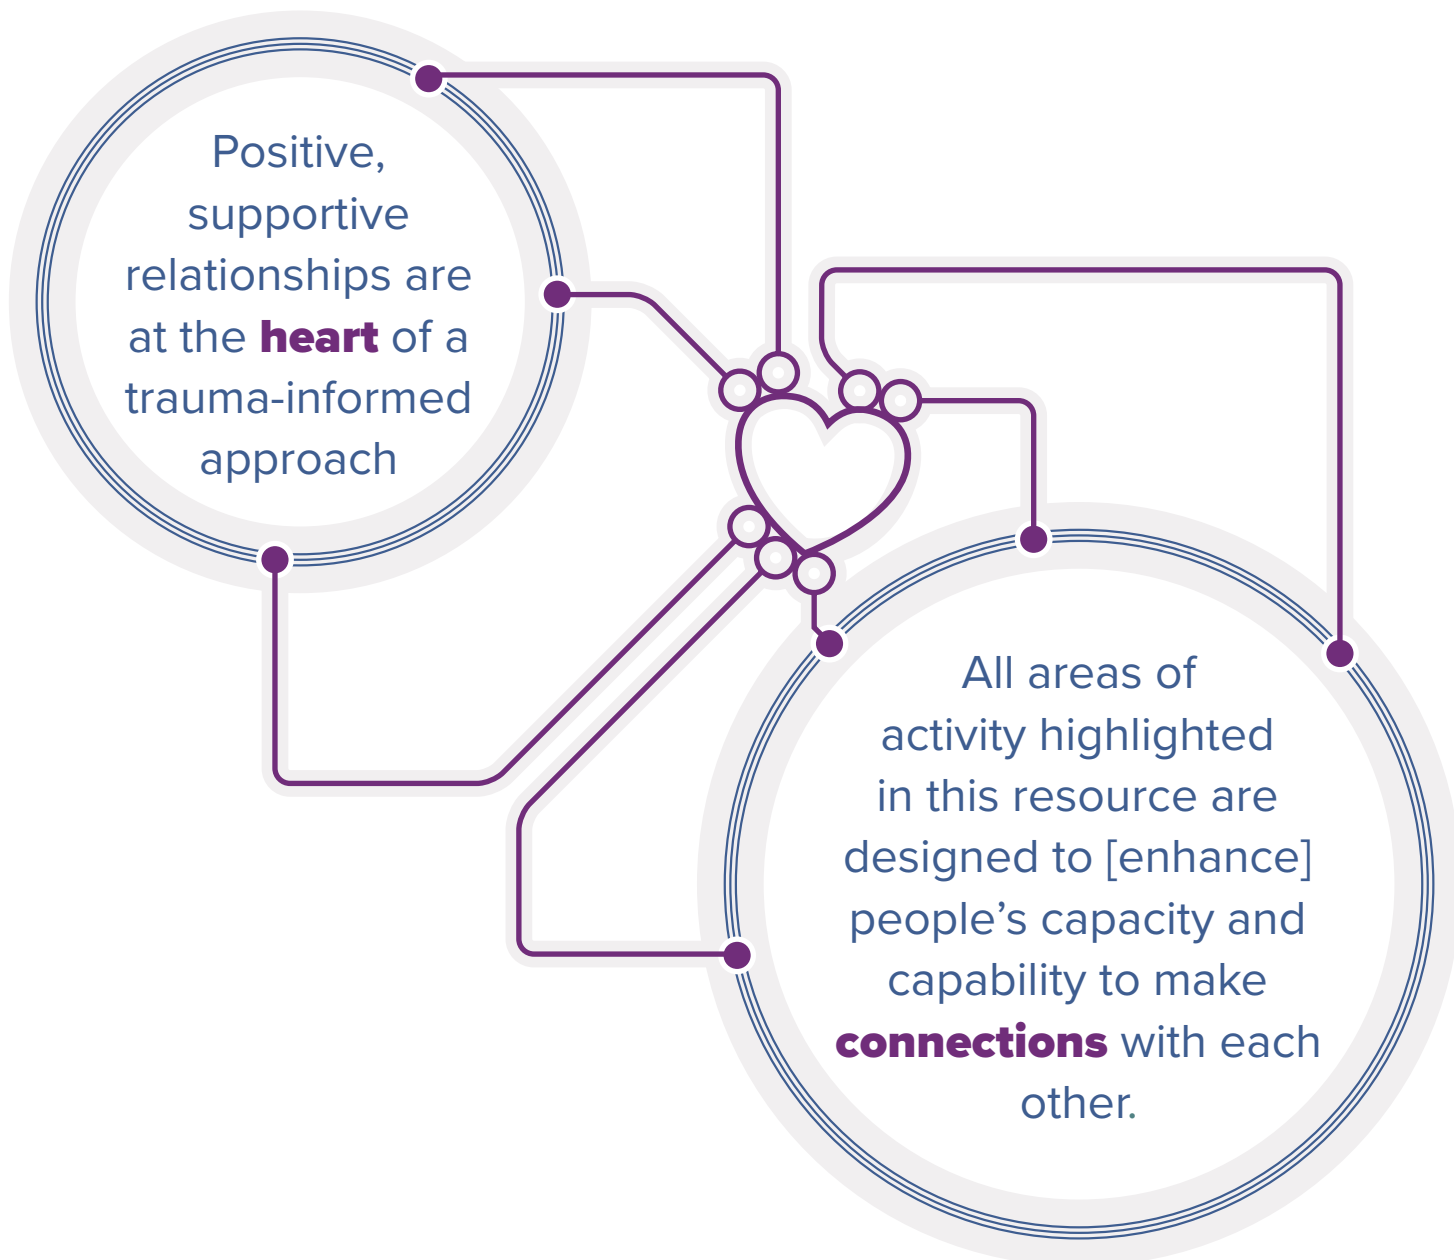 Positive,
supportive
relationships are
at the heart of a
trauma-informed
approach
All areas of
activity highlighted
in this resource are
designed to [enhance]
people’s capacity and
capability to make
connections with each
other.